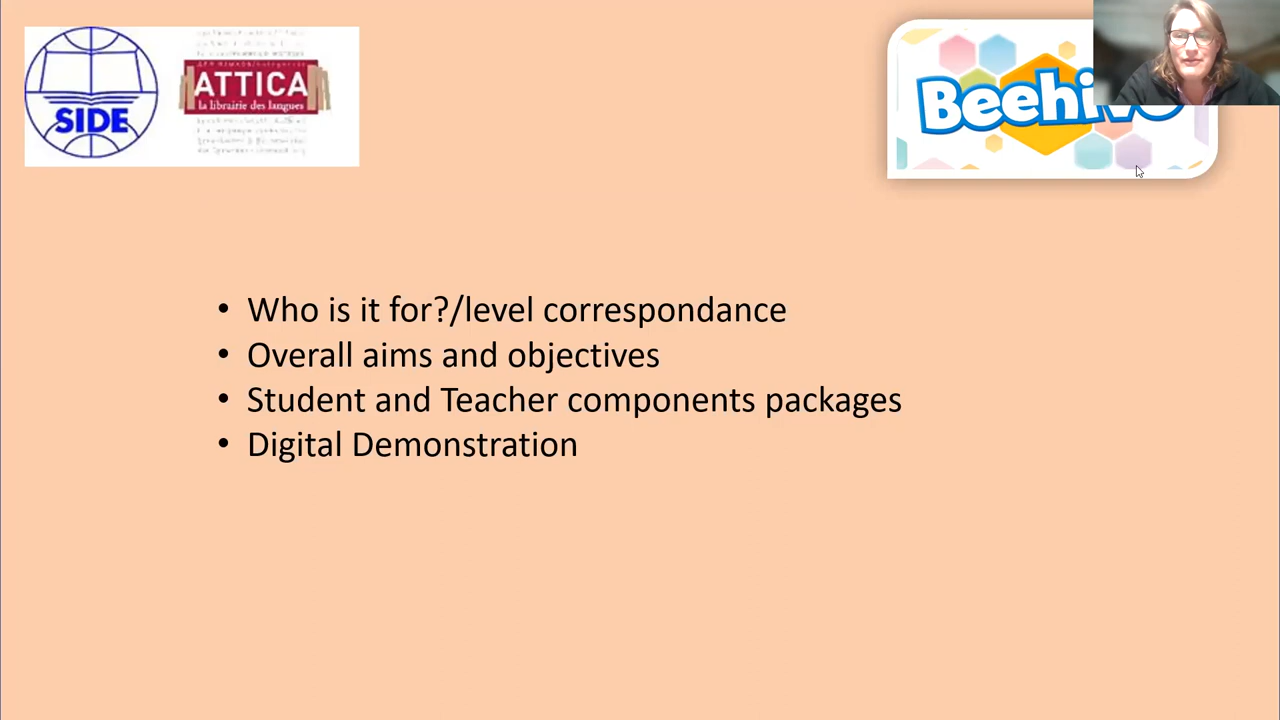 SIDE
ATTICA
la librairie des langues
Who is it for?/level correspondance
Overall aims and objectives
Student and Teacher components packages
Digital Demonstration